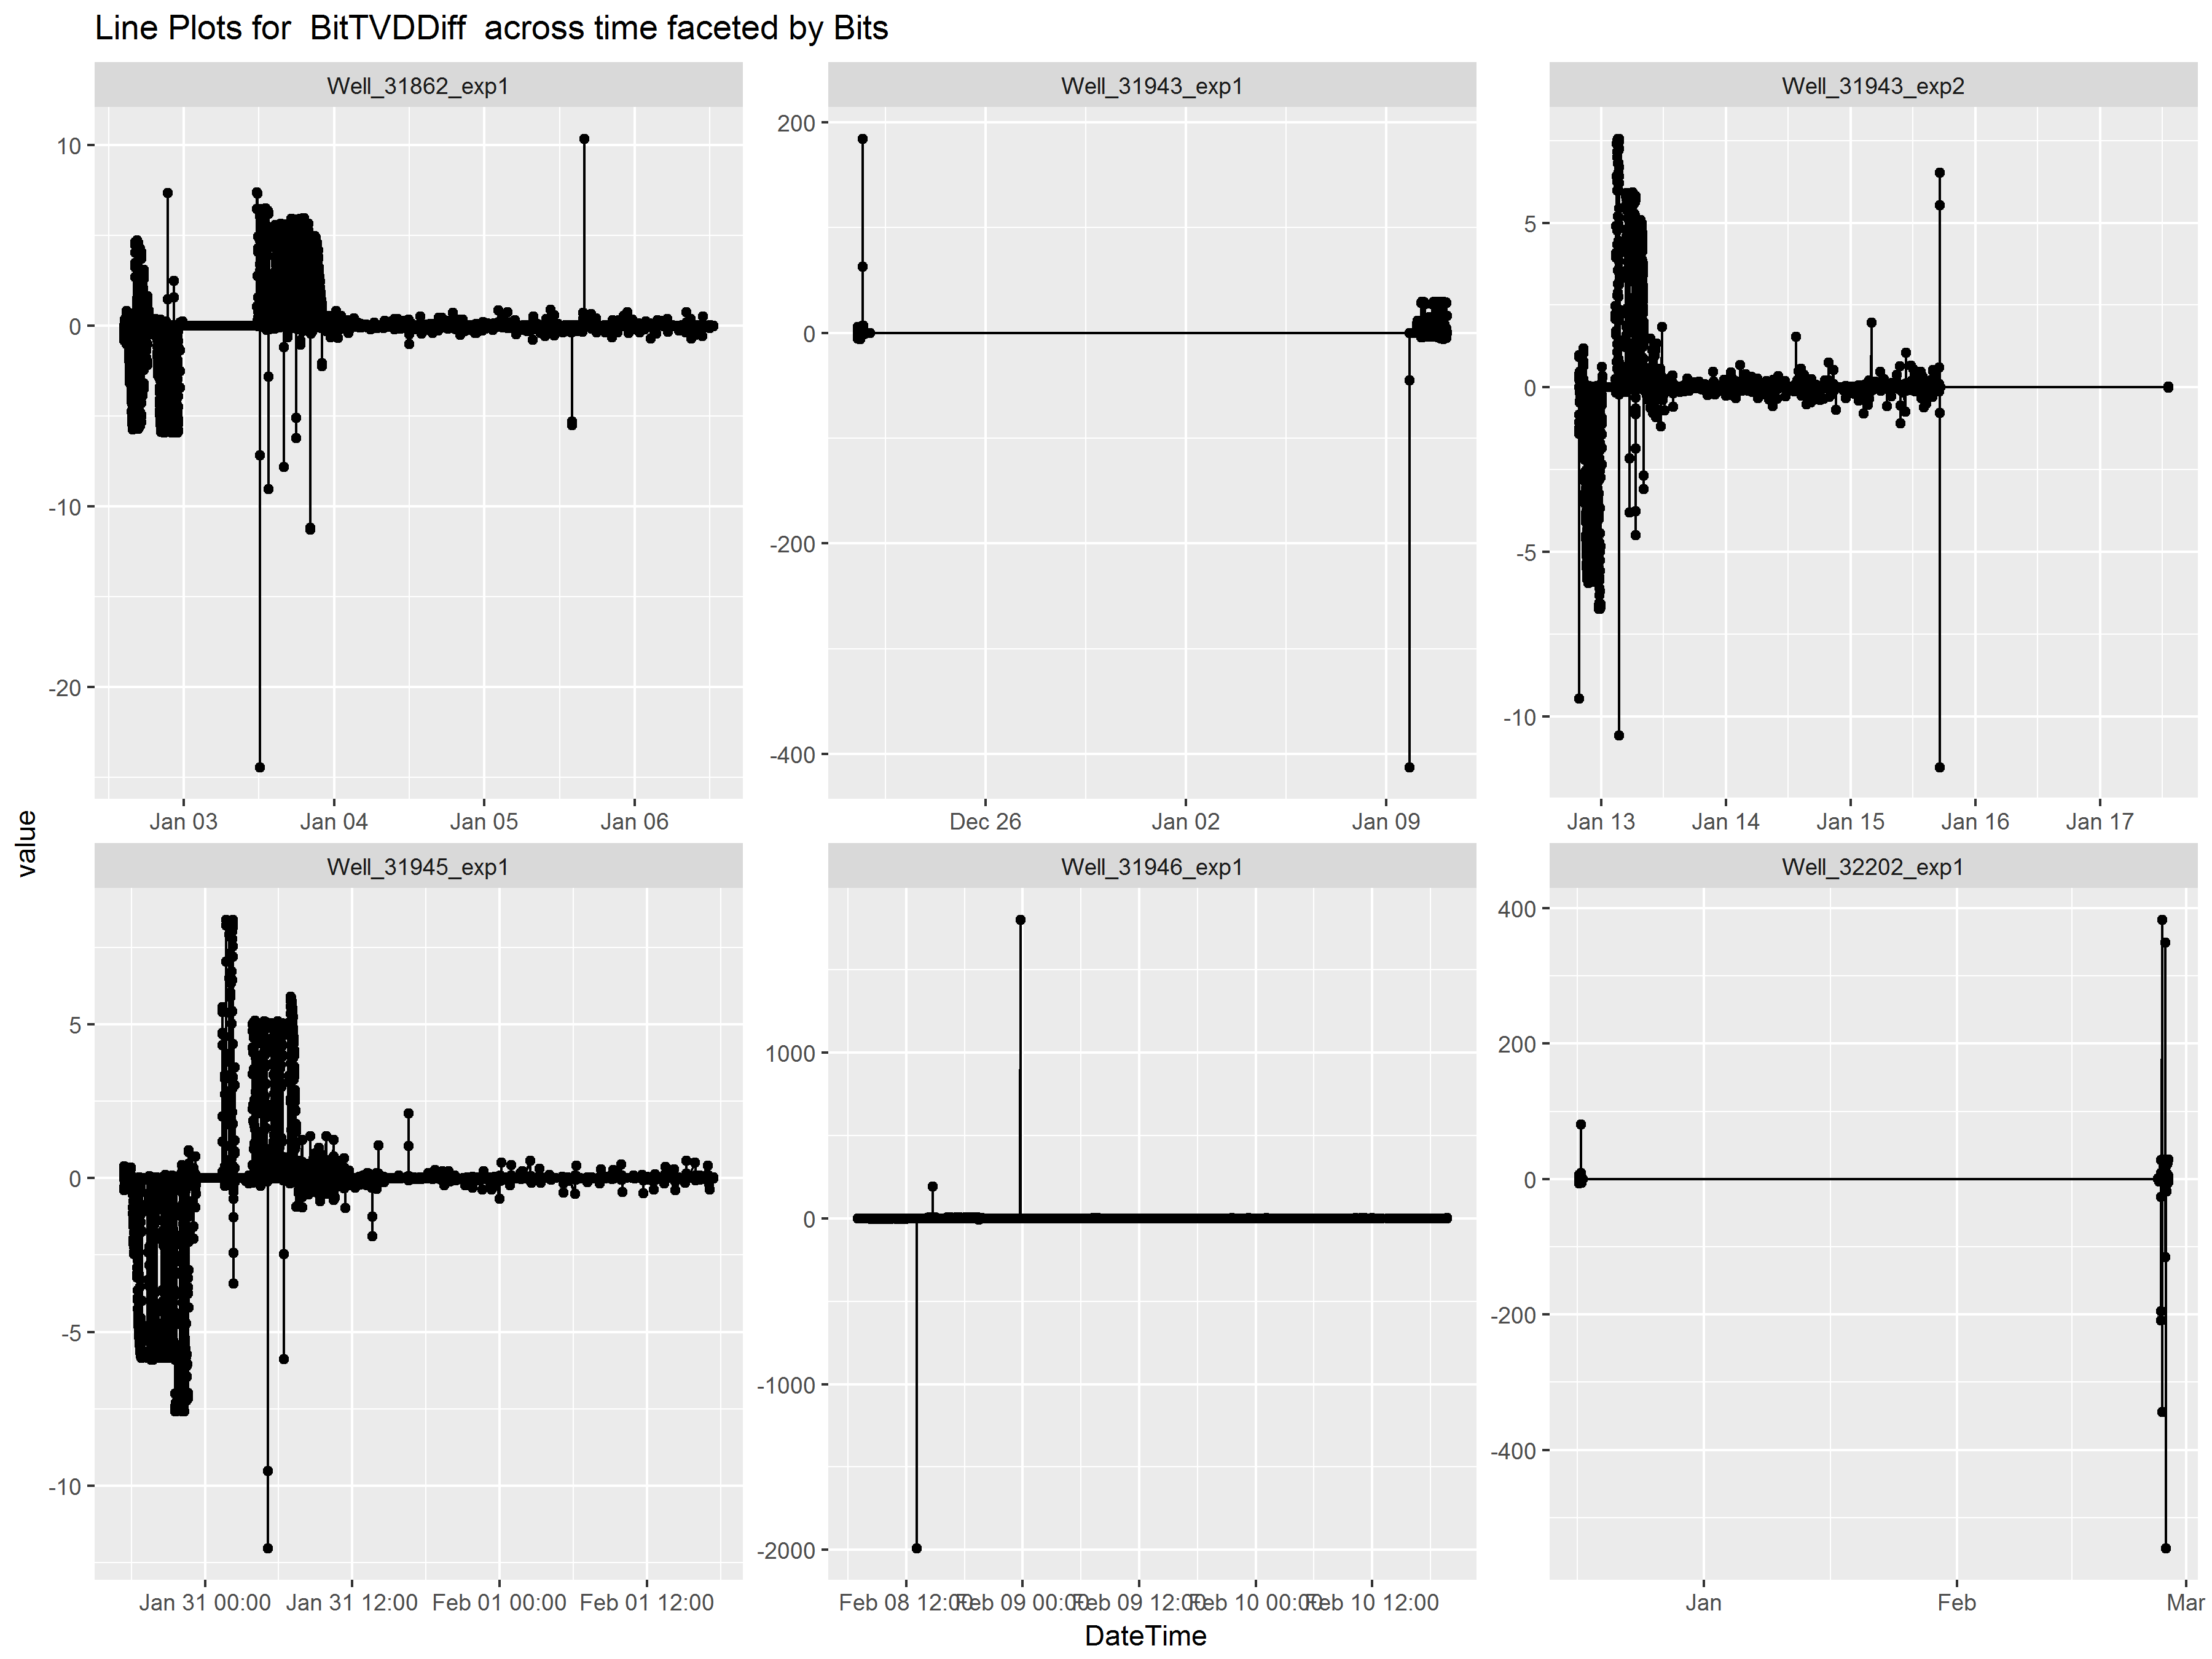 Line Plots for  BitTVDDiff  across time faceted by Bits
Well_31862_exp1
10
0
-10
-20
Jan 03 Jan 04 Jan 05 Jan 06
Well_31943_exp1
200
0
-200
-400
Dec 26 Jan 02 Jan 09
Well_31943_exp2
5
0
-5
-10
Jan 13 Jan 14 Jan 15 Jan 16 Jan 17
value
Well_31945_exp1
5
0
-5
-10
Jan 31 00:00 Jan 31 12:00 Feb 01 00:00 Feb 01 12:00
Well_31946_exp1
1000
0
-1000
-2000
Feb 08 12:00 Feb 09 00:00 Feb 09 12:00 Feb 10 00:00 Feb 10 12:00
Well_32202_exp1
400
200
0
-200
-400
Jan Feb Mar
DateTime